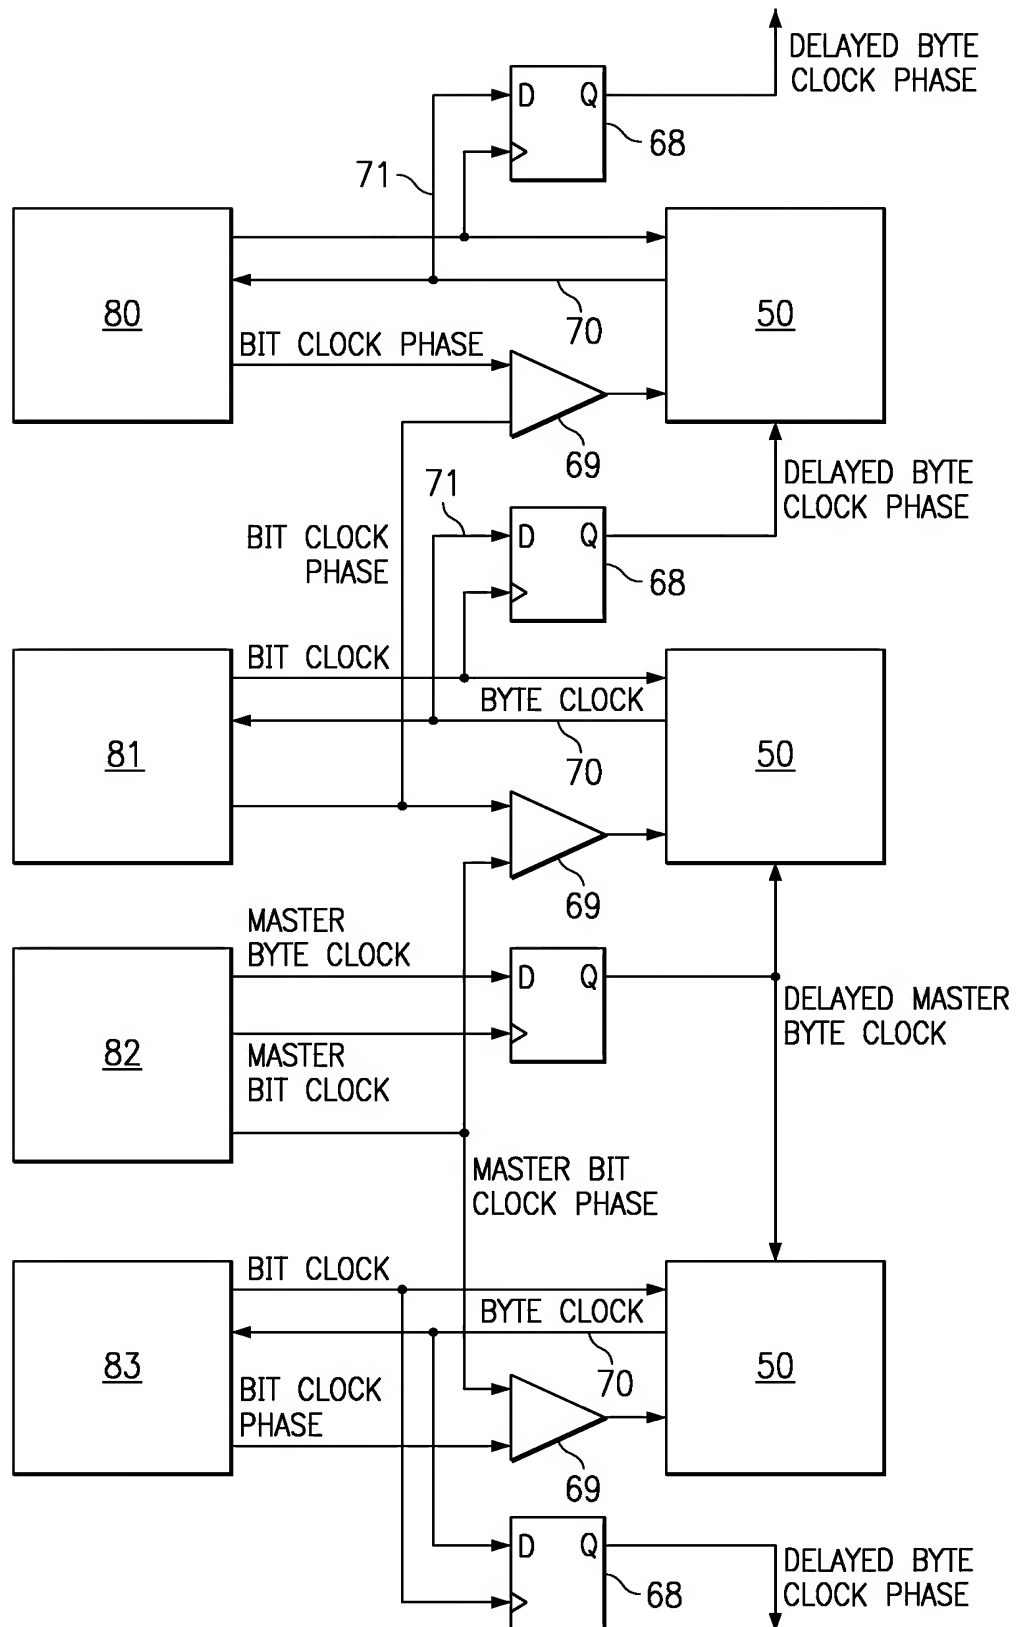 DELAYED BYTE
CLOCK PHASE
D Q
68
71
80
50
70
BIT CLOCK PHASE
69
DELAYED BYTE
CLOCK PHASE
71
D Q
BIT CLOCK
PHASE
68
BIT CLOCK
BYTE CLOCK
81
50
70
69
MASTER
BYTE CLOCK
D Q
DELAYED MASTER
BYTE CLOCK
82
MASTER
BIT CLOCK
MASTER BIT
CLOCK PHASE
BIT CLOCK
BYTE CLOCK
83
50
70
BIT CLOCK
PHASE
69
D Q
68
DELAYED BYTE
CLOCK PHASE